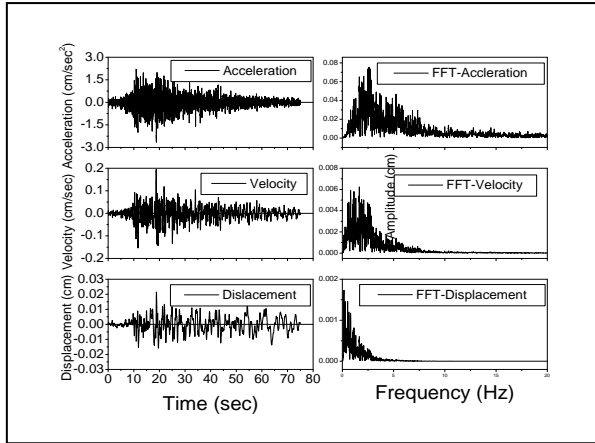 Acceleration (cm/sec²)
3.0
1.5
0.0
-1.5
-3.0
Acceleration
0.08
0.06
0.04
0.02
0.00
FFT-Accleration
Velocity (cm/sec)
0.2
0.1
0.0
-0.1
-0.2
Velocity
0.008
0.006
0.004
0.002
0.000
Amplitude (cm)
FFT-Velocity
Displacement (cm)
0.03
0.02
0.01
0.00
-0.01
-0.02
-0.03
Dislacement
0 10 20 30 40 50 60 70 80
Time (sec)
0.002
0.001
0.000
FFT-Displacement
0 5 10 15 20
Frequency (Hz)